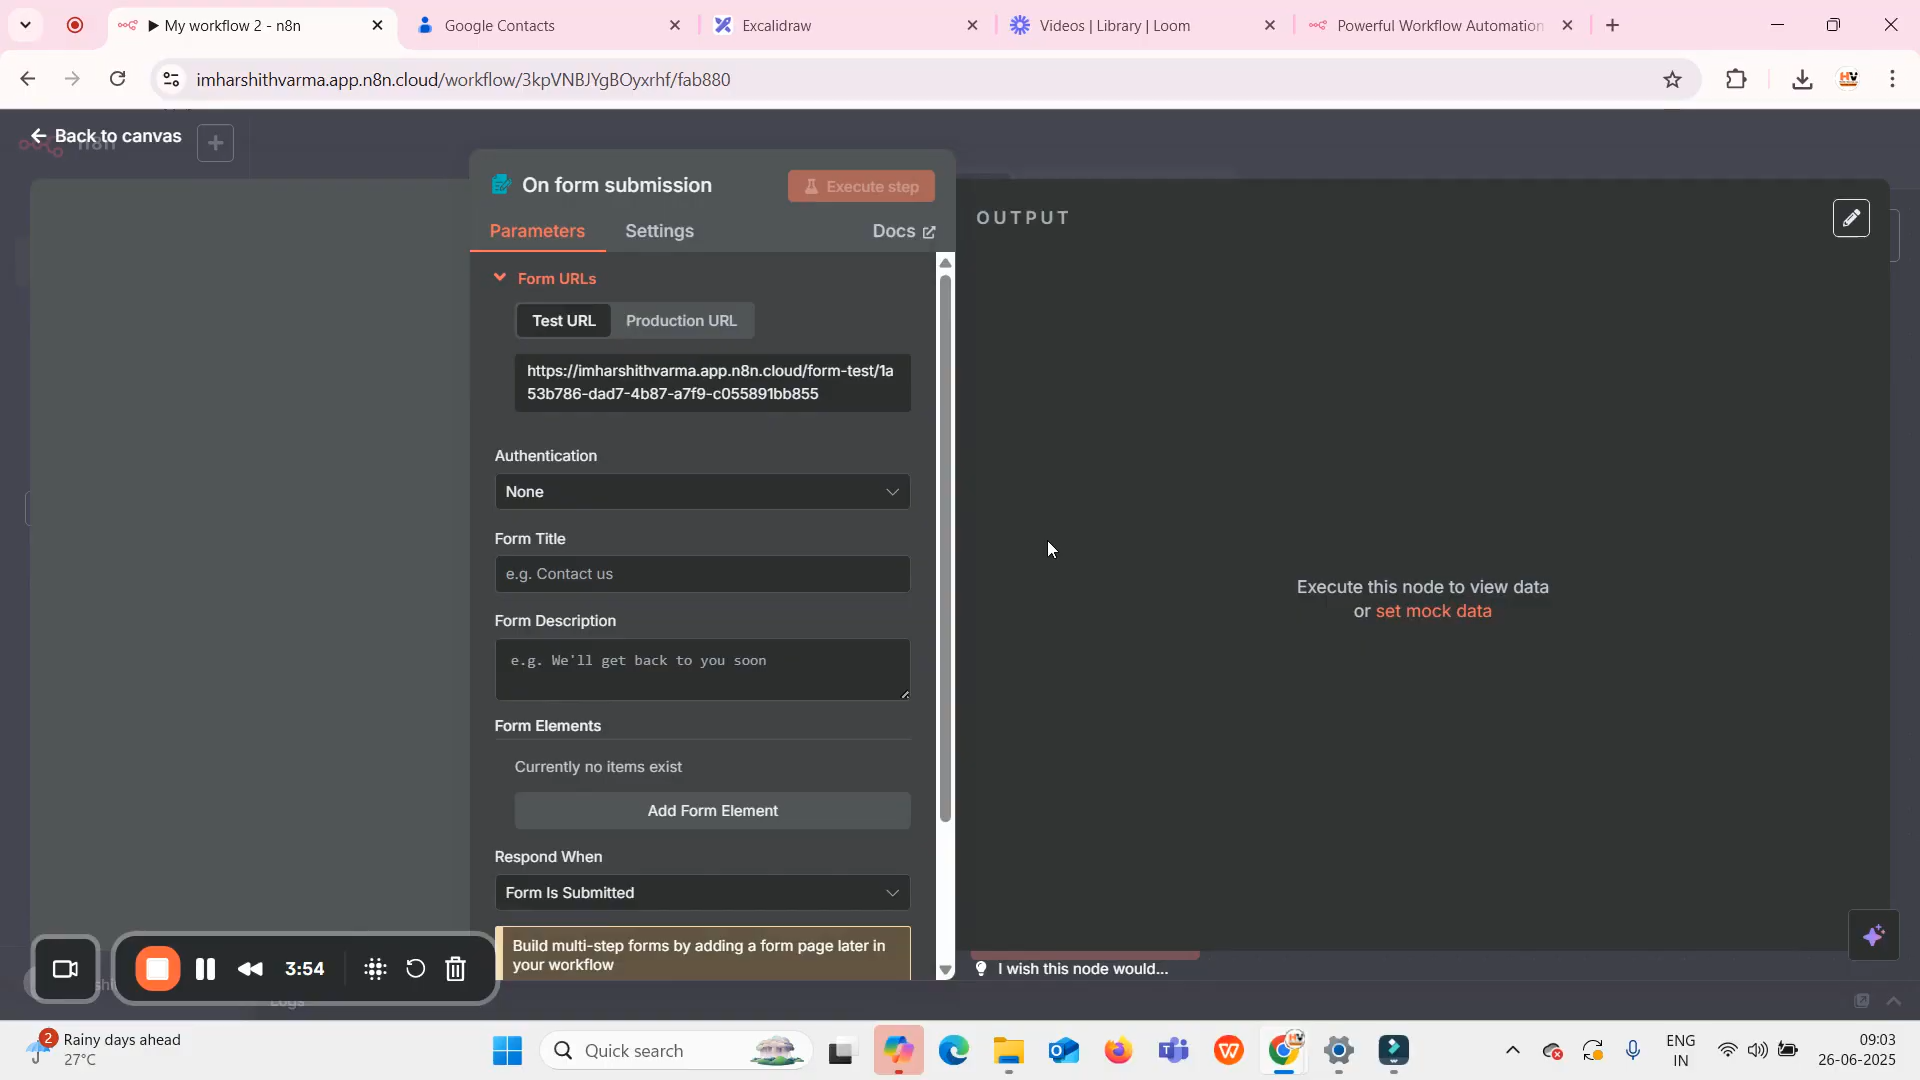 ▶ My workflow 2 - n8n
Google Contacts
Excalidraw
Videos | Library | Loom
Powerful Workflow Automation
imharshithvarma.app.n8n.cloud/workflow/3kpVNBJYgBOyxrhf/fab880
Back to canvas
n8n
On form submission
Execute step
Parameters
Settings
Docs
OUTPUT
Form URLs
Test URL
Production URL
https://imharshithvarma.app.n8n.cloud/form-test/1a
53b786-dad7-4b87-a7f9-c055891bb855
Authentication
None
Form Title
e.g. Contact us
Form Description
e.g. We'll get back to you soon
Form Elements
Currently no items exist
Add Form Element
Respond When
Form Is Submitted
Build multi-step forms by adding a form page later in
your workflow
Execute this node to view data
or set mock data
I wish this node would...
3:54
Logs
2
Rainy days ahead
27°C
Quick search
ENG
IN
09:03
26-06-2025